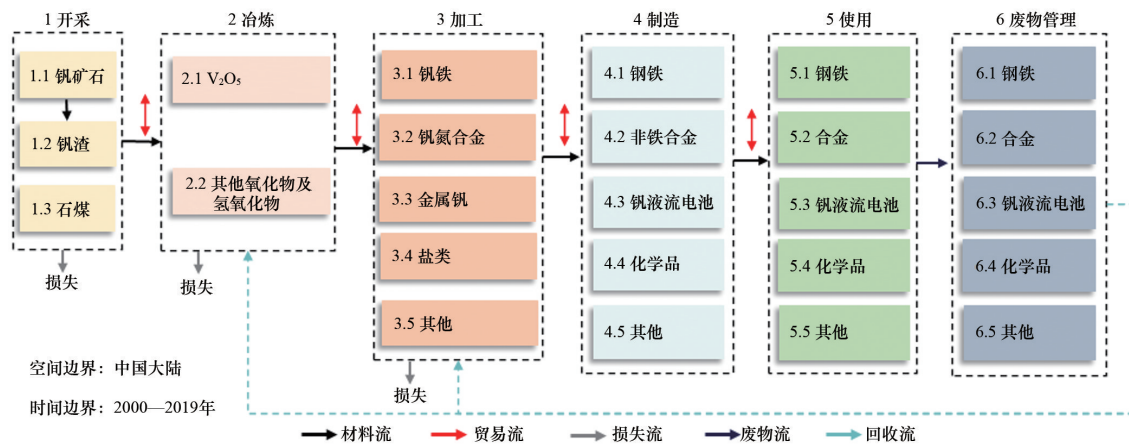 1 开采
2 冶炼
3 加工
4 制造
5 使用
6 废物管理
1.1 钒矿石
1.2 钒渣
1.3 石煤
损失
2.1 V₂O₅
2.2 其他氧化物及
氢氧化物
损失
3.1 钒铁
3.2 钒氮合金
3.3 金属钒
3.4 盐类
3.5 其他
损失
4.1 钢铁
4.2 非铁合金
4.3 钒液流电池
4.4 化学品
4.5 其他
5.1 钢铁
5.2 合金
5.3 钒液流电池
5.4 化学品
5.5 其他
6.1 钢铁
6.2 合金
6.3 钒液流电池
6.4 化学品
6.5 其他
空间边界：中国大陆
时间边界：2000—2019年
材料流
贸易流
损失流
废物流
回收流